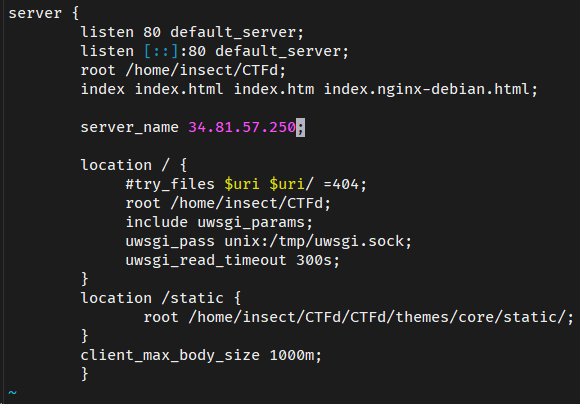 server {
listen 80 default_server;
listen [::]:80 default_server;
root /home/insect/CTFd;
index index.html index.htm index.nginx-debian.html;
server_name 34.81.57.250;
location / {
#try_files $uri $uri/ =404;
root /home/insect/CTFd;
include uwsgi_params;
uwsgi_pass unix:/tmp/uwsgi.sock;
uwsgi_read_timeout 300s;
}
location /static {
root /home/insect/CTFd/CTFd/themes/core/static/;
}
client_max_body_size 1000m;
}
~